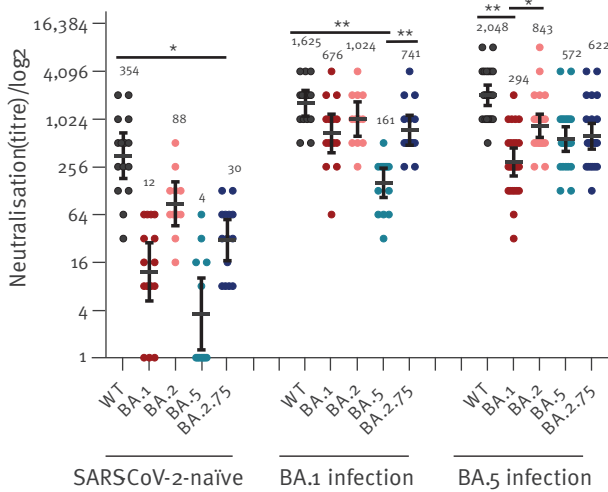 16,384
4,096
1,024
256
64
16
4
1
Neutralisation(titre)/log2
*
354
12
88
4
30
**
**
1,625
676
1,024
161
741
**
*
2,048
294
843
572
622
WT
BA.1
BA.2
BA.5
BA.2.75
WT
BA.1
BA.2
BA.5
BA.2.75
WT
BA.1
BA.2
BA.5
BA.2.75
SARS-CoV-2-naïve
BA.1 infection
BA.5 infection